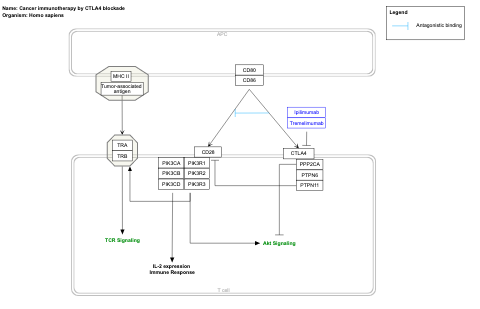 Name: Cancer immunotherapy by CTLA4 blockade
Organism: Homo sapiens
Legend
Antagonistic binding
APC
CD80
CD86
MHC II
Tumor-associated
antigen
Ipilimumab
Tremelimumab
TRA
TRB
CD28
CTLA4
PIK3CA
PIK3R1
PIK3CB
PIK3R2
PIK3CD
PIK3R3
PPP2CA
PTPN6
PTPN11
TCR Signaling
Akt Signaling
IL-2 expression
Immune Response
T cell